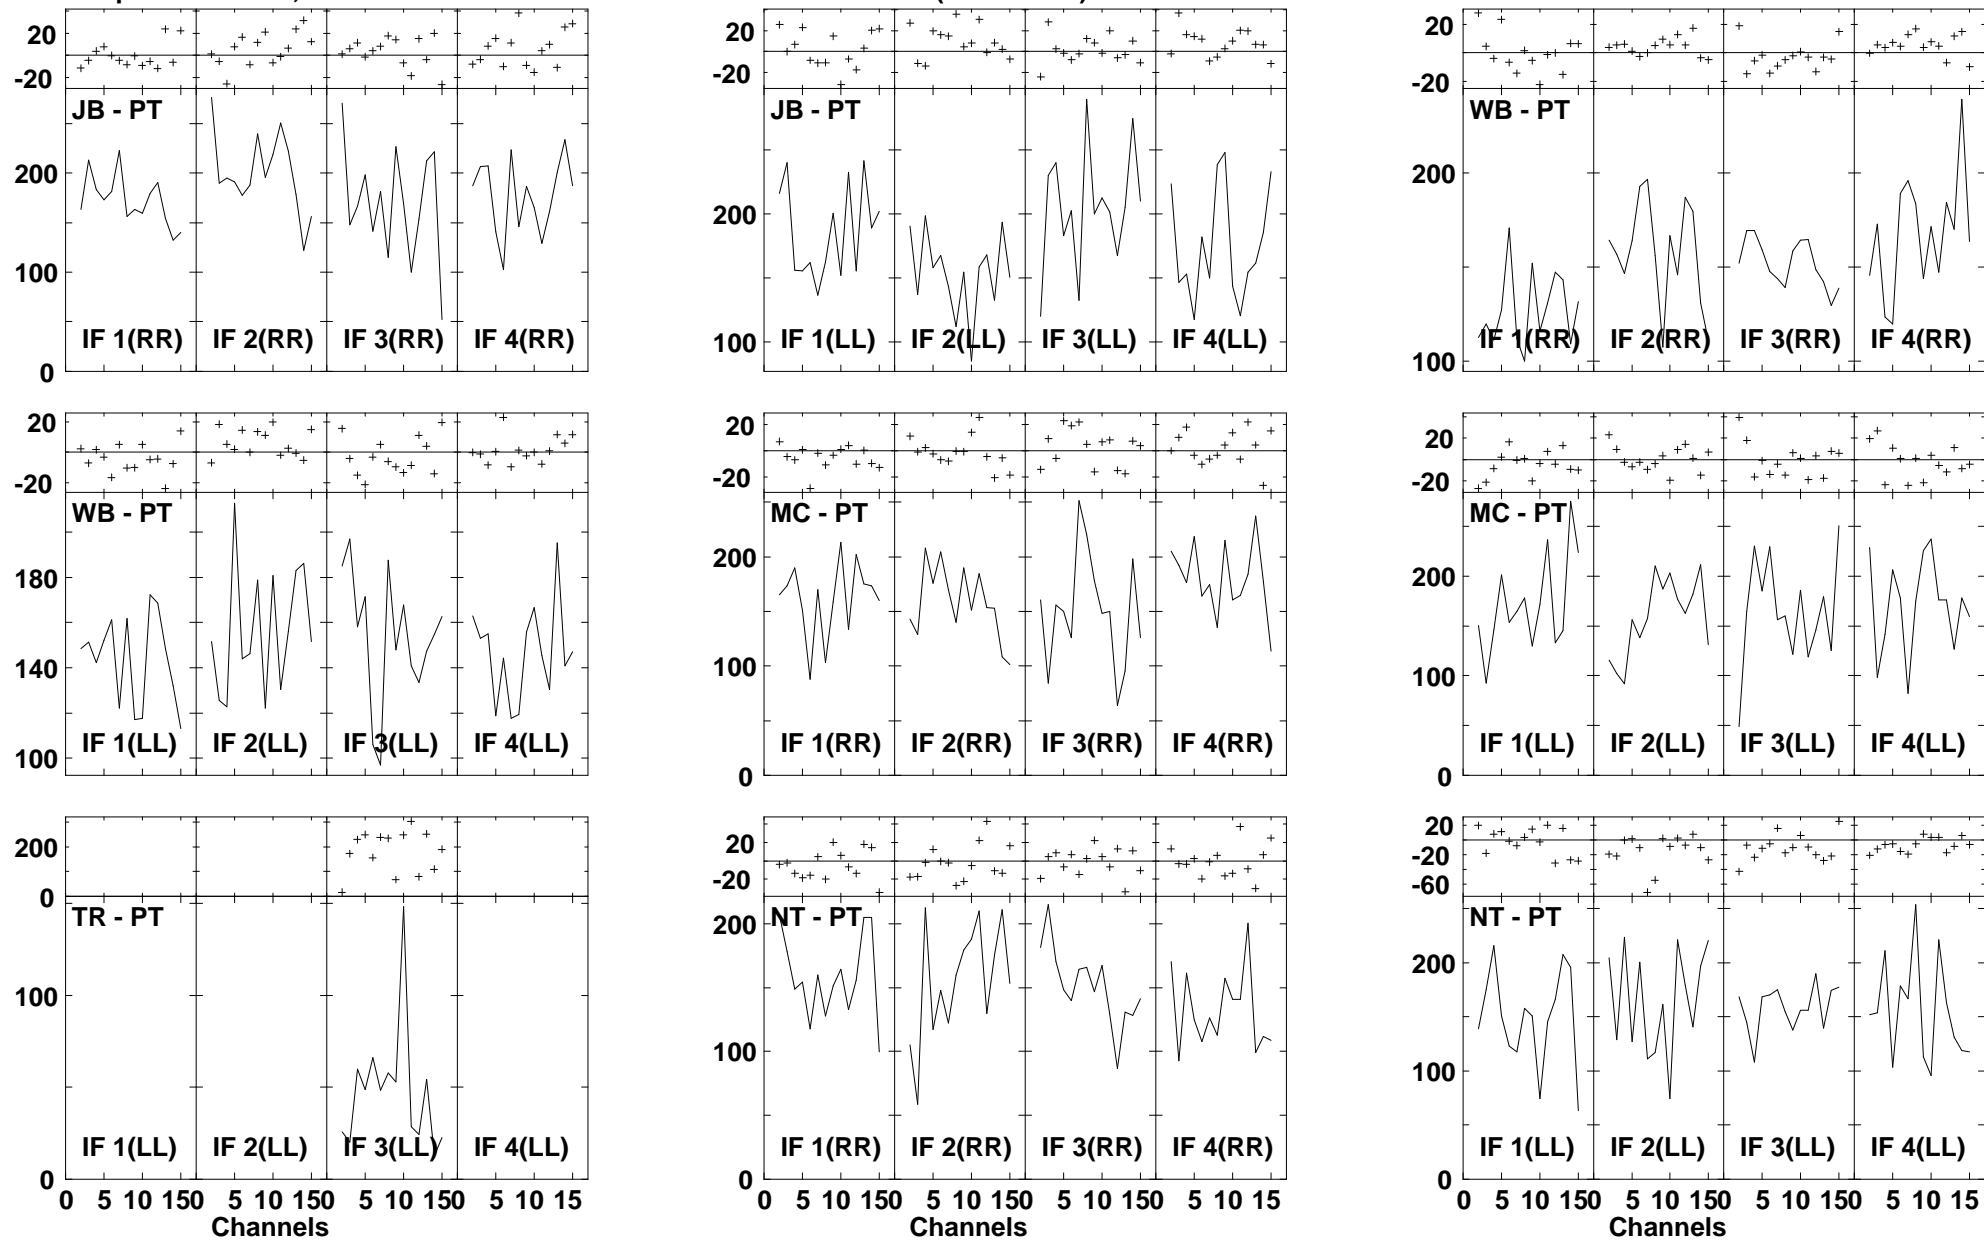 20 20 20
-20 -20 -20
JB - PT JB - PT WB - PT
200 200 200
100 100 100
0
IF 1(RR) IF 2(RR) IF 3(RR) IF 4(RR) IF 1(LL) IF 2(LL) IF 3(LL) IF 4(LL) IF 1(RR) IF 2(RR) IF 3(RR) IF 4(RR)
20 20 20
-20 -20 -20
WB - PT MC - PT MC - PT
180 200 200
140 100 100
100 0 0
IF 1(LL) IF 2(LL) IF 3(LL) IF 4(LL) IF 1(RR) IF 2(RR) IF 3(RR) IF 4(RR) IF 1(LL) IF 2(LL) IF 3(LL) IF 4(LL)
200 20 20
0 -20 -20
-60
TR - PT NT - PT NT - PT
100 200 200
0 100 100
0 0
IF 1(LL) IF 2(LL) IF 3(LL) IF 4(LL) IF 1(RR) IF 2(RR) IF 3(RR) IF 4(RR) IF 1(LL) IF 2(LL) IF 3(LL) IF 4(LL)
0 5 10 150 5 10 150 5 10 150 5 10 15 0 5 10 150 5 10 150 5 10 150 5 10 15 0 5 10 150 5 10 150 5 10 150 5 10 15
Channels Channels Channels